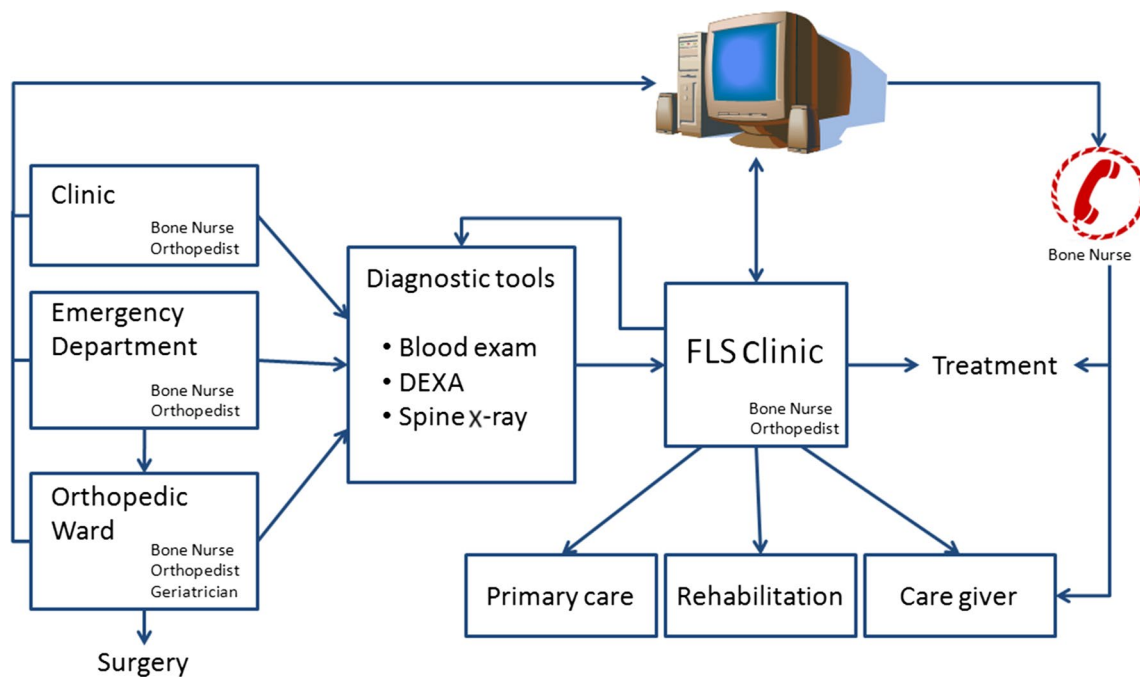 Clinic
Bone Nurse
Orthopedist
Emergency
Department
Bone Nurse
Orthopedist
Orthopedic
Ward
Bone Nurse
Orthopedist
Geriatrician
Surgery
Diagnostic tools
• Blood exam
• DEXA
• Spine x-ray
FLS Clinic
Bone Nurse
Orthopedist
Treatment
Bone Nurse
Primary care
Rehabilitation
Care giver